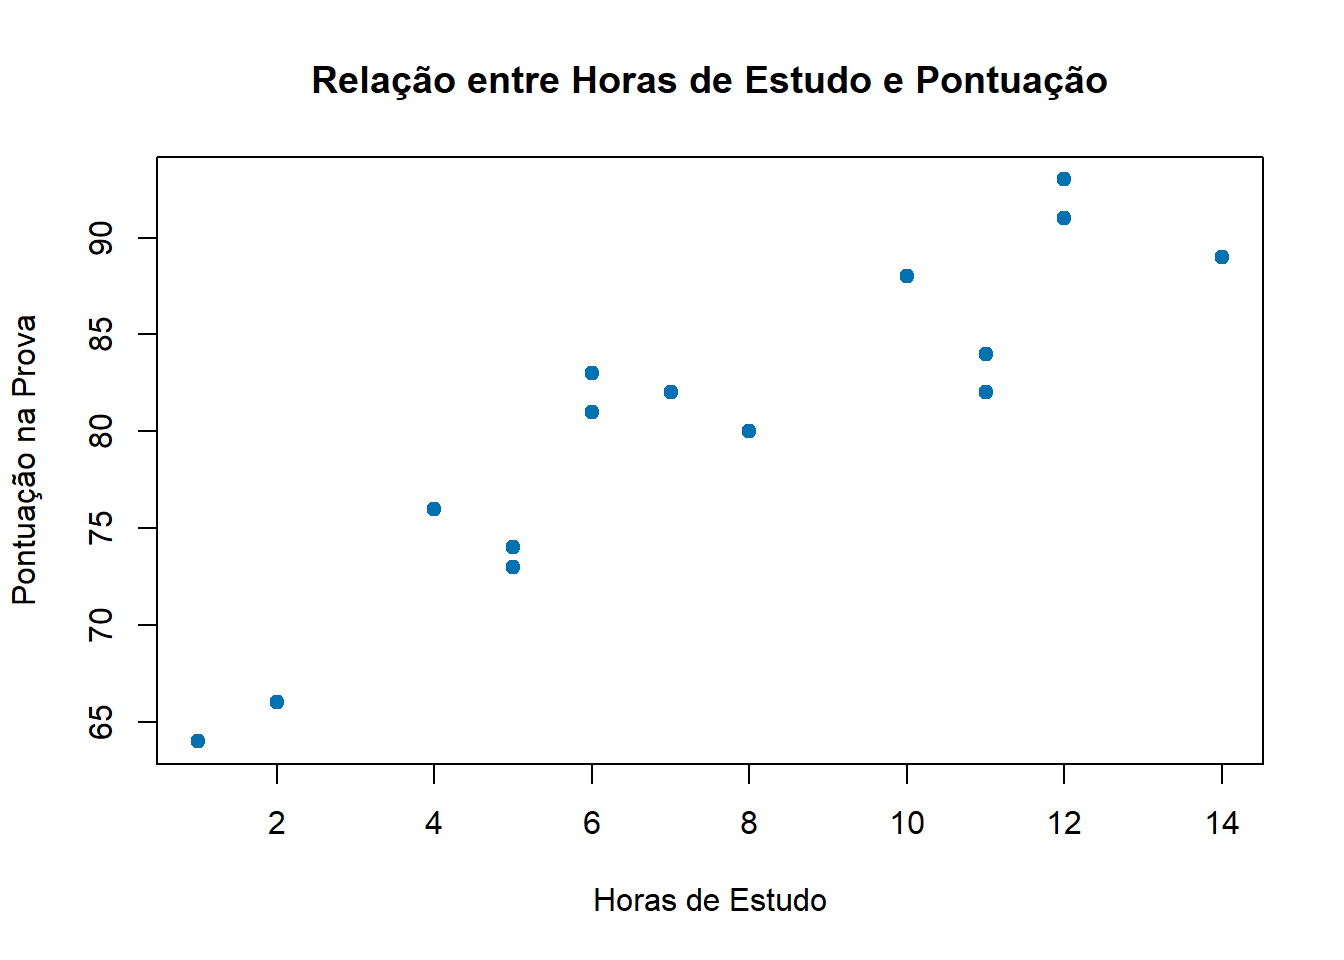 Relação entre Horas de Estudo e Pontuação
Pontuação na Prova
90
85
80
75
70
65
2 4 6 8 10 12 14
Horas de Estudo